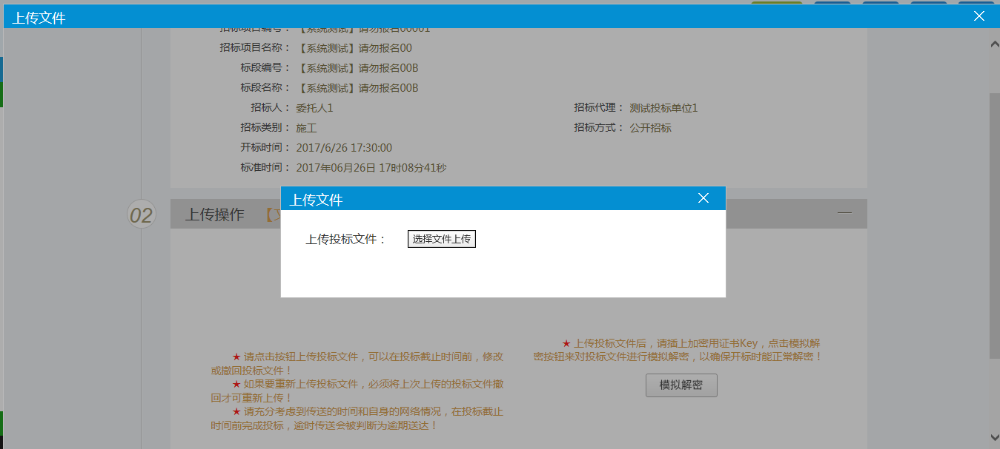 上传文件
招标项目编号： 【系统测试】请勿报名00001
招标项目名称： 【系统测试】请勿报名00
标段编号： 【系统测试】请勿报名00B
标段名称： 【系统测试】请勿报名00B
招标人： 委托人1 招标代理： 测试投标单位1
招标类别： 施工 招标方式： 公开招标
开标时间： 2017/6/26 17:30:00
标准时间： 2017年06月26日 17时08分41秒
上传文件
02 上传操作 【
上传投标文件： 选择文件上传
★ 请点击按钮上传投标文件，可以在投标截止时间前，修改
或撤回投标文件！
★ 如果要重新上传投标文件，必须将上次上传的投标文件撤
回才可重新上传！
★ 请充分考虑到传送的时间和自身的网络情况，在投标截止
时间前完成投标，逾时传送会被判断为逾期送达！
★ 上传投标文件后，请插上加密用证书Key，点击模拟解
密按钮来对投标文件进行模拟解密，以确保开标时能正常解密！
模拟解密